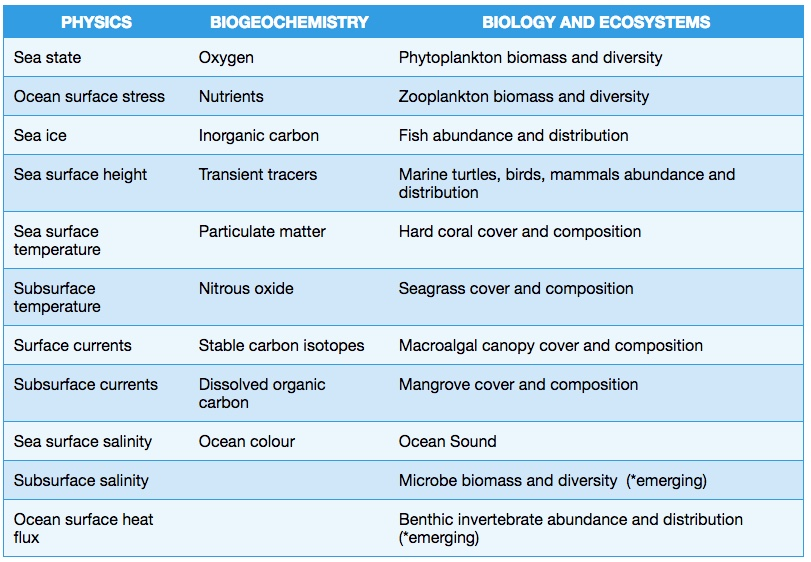 PHYSICS BIOGEOCHEMISTRY BIOLOGY AND ECOSYSTEMS
Sea state Oxygen Phytoplankton biomass and diversity
Ocean surface stress Nutrients Zooplankton biomass and diversity
Sea ice Inorganic carbon Fish abundance and distribution
Sea surface height Transient tracers Marine turtles, birds, mammals abundance and
distribution
Sea surface Particulate matter Hard coral cover and composition
temperature
Subsurface Nitrous oxide Seagrass cover and composition
temperature
Surface currents Stable carbon isotopes Macroalgal canopy cover and composition
Subsurface currents Dissolved organic Mangrove cover and composition
carbon
Sea surface salinity Ocean colour Ocean Sound
Subsurface salinity Microbe biomass and diversity (*emerging)
Ocean surface heat Benthic invertebrate abundance and distribution
flux (*emerging)